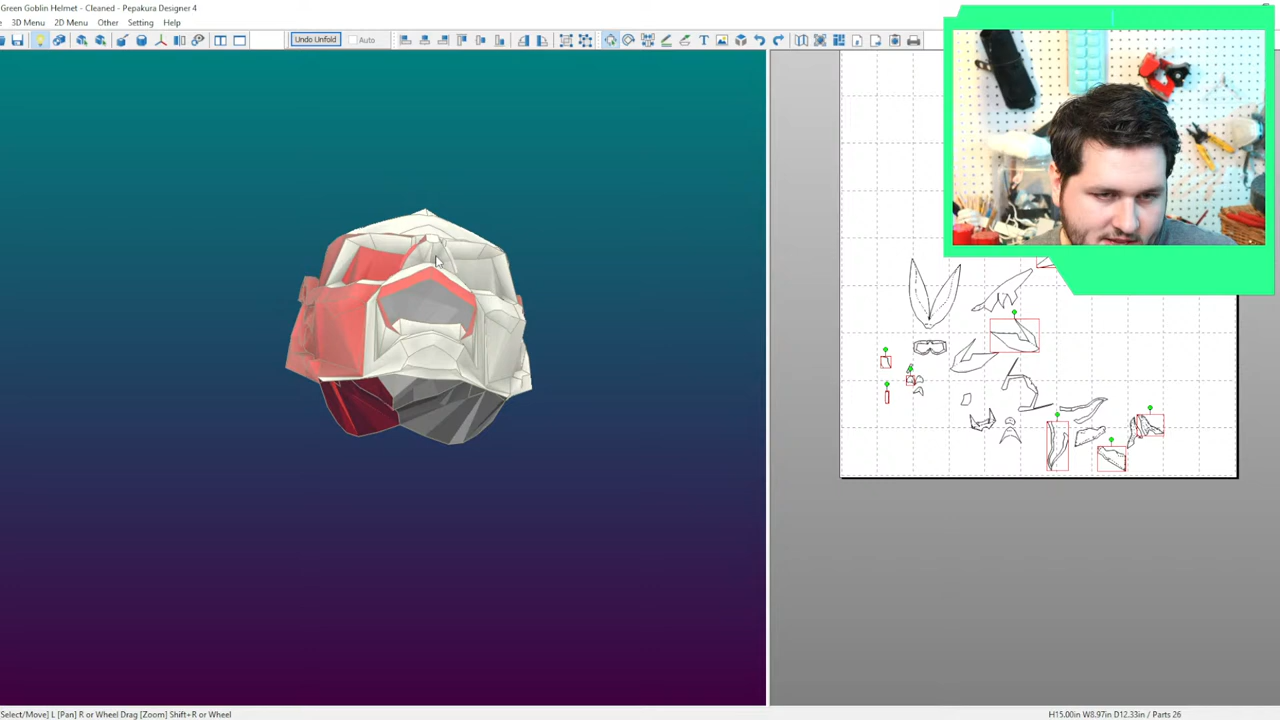 Green Goblin Helmet - Cleaned - Pepakura Designer 4
3D Menu 2D Menu Other Setting Help
Undo Unfold Auto
Select/Move] L [Pan] R or Wheel Drag [Zoom] Shift+R or Wheel
H15.00in W8.97in D12.33in / Parts 26